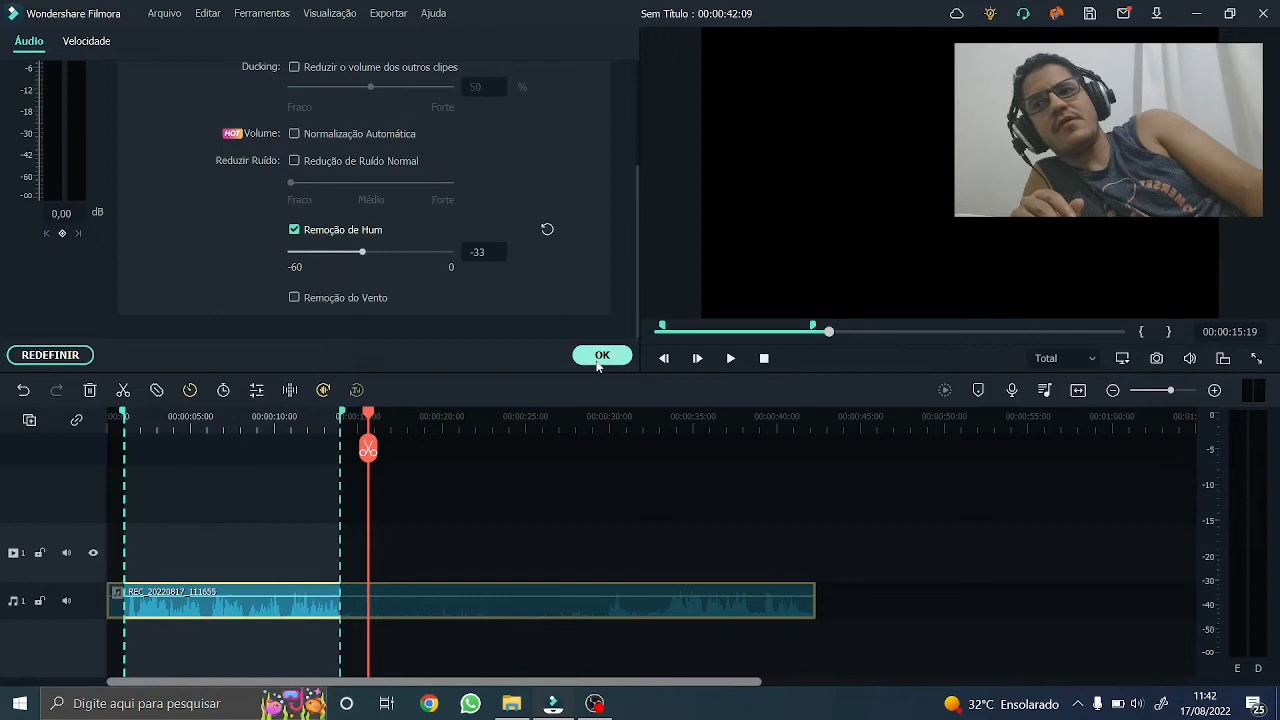 Wondershare Filmora Arquivo Editar Ferramentas Visualização Exportar Ajuda Sem Título : 00:00:42:09
Áudio Velocidade
-6
-12
-18
-30
-42
-60
-∞
0,00 dB
Ducking: Reduzir o volume dos outros clipes
50 %
Fraco Forte
HOT Volume: Normalização Automática
Reduzir Ruído: Redução de Ruído Normal
Fraco Médio Forte
Remoção de Hum
-33
-60 0
Remoção do Vento
REDEFINIR OK
{ } 00:00:15:19
Total
00:00:05:00 00:00:10:00 00:00:20:00 00:00:25:00 00:00:30:00 00:00:35:00 00:00:40:00 00:00:45:00 00:00:50:00 00:00:55:00 00:01:00:00
1
REC_20220817_111655
1
0
-5
-10
-15
-20
-30
-40
-50
-∞
E D
Digite aqui para pesquisar
32°C Ensolarado
11:42
17/08/2022
25